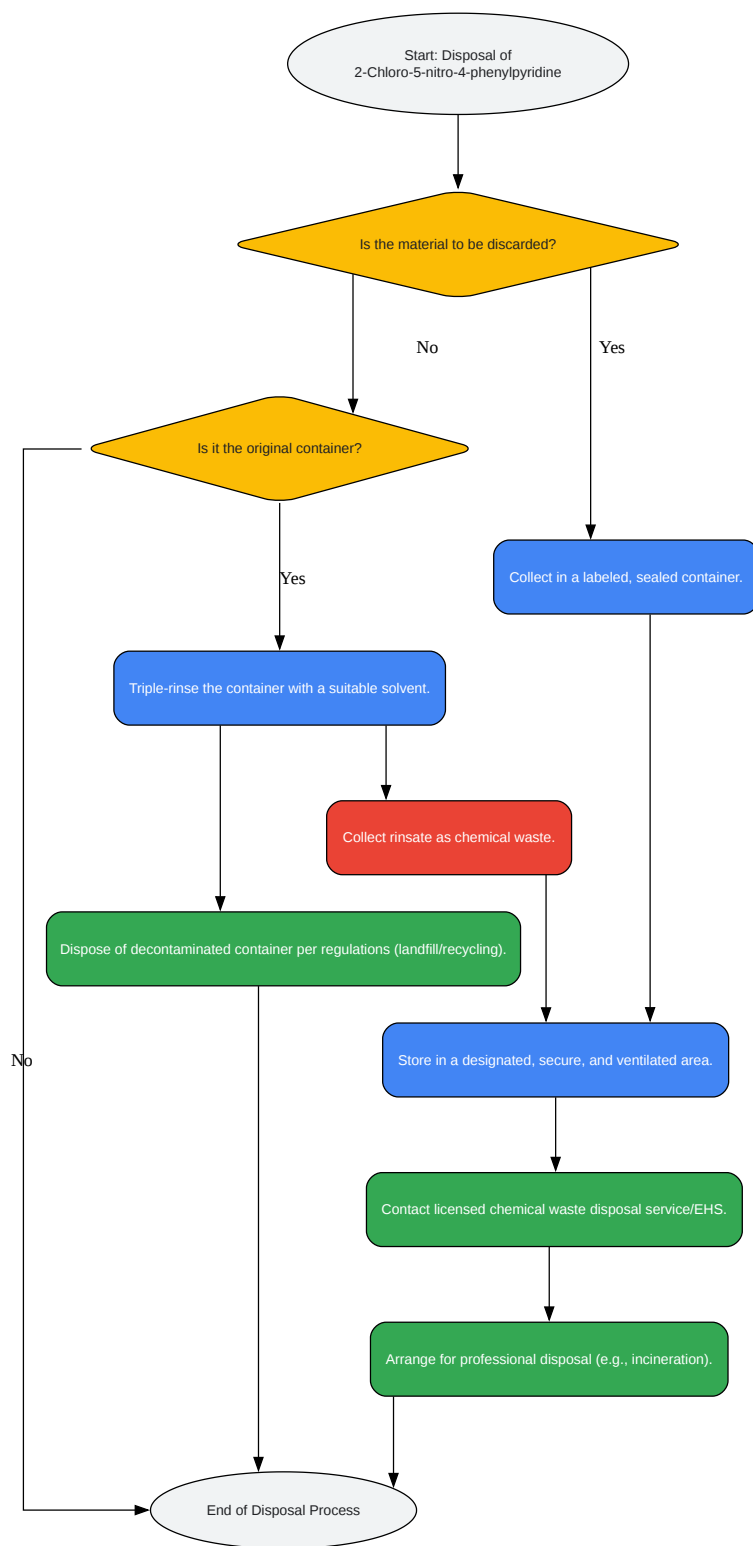 Start: Disposal of
2-Chloro-5-nitro-4-phenylpyridine
Is the material to be discarded?
No
Yes
Is it the original container?
Collect in a labeled, sealed container.
Yes
Triple-rinse the container with a suitable solvent.
Collect rinsate as chemical waste.
Dispose of decontaminated container per regulations (landfill/recycling).
No
Store in a designated, secure, and ventilated area.
Contact licensed chemical waste disposal service/EHS.
Arrange for professional disposal (e.g., incineration).
End of Disposal Process